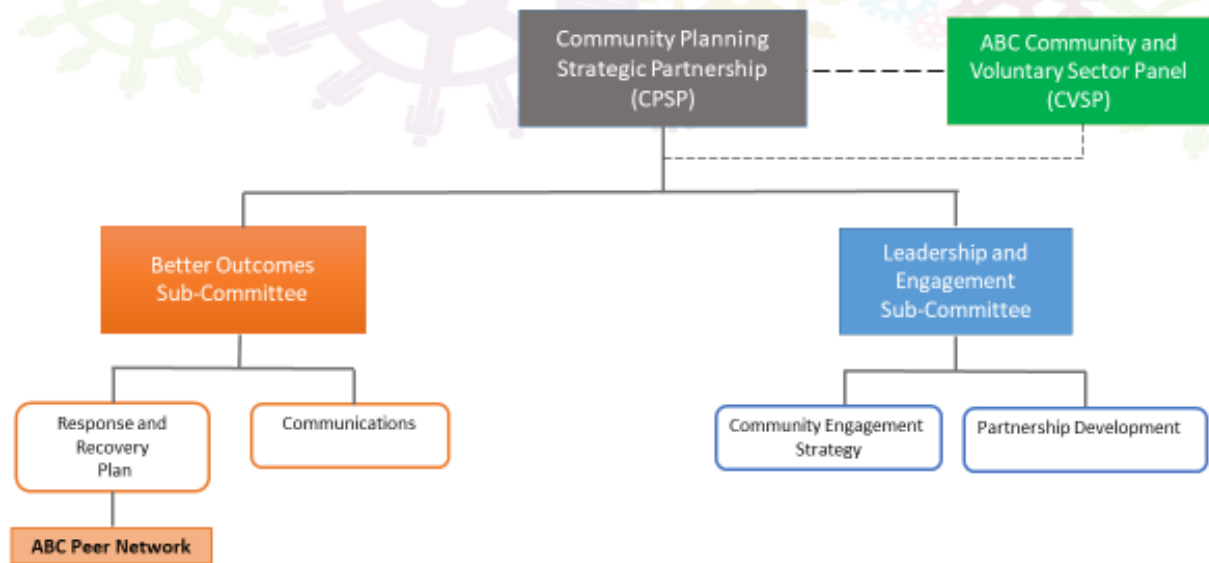 Community Planning
Strategic Partnership
(CPSP)
ABC Community and
Voluntary Sector Panel
(CVSP)
Better Outcomes
Sub-Committee
Leadership and
Engagement
Sub-Committee
Response and
Recovery
Plan
Communications
Community Engagement
Strategy
Partnership Development
ABC Peer Network